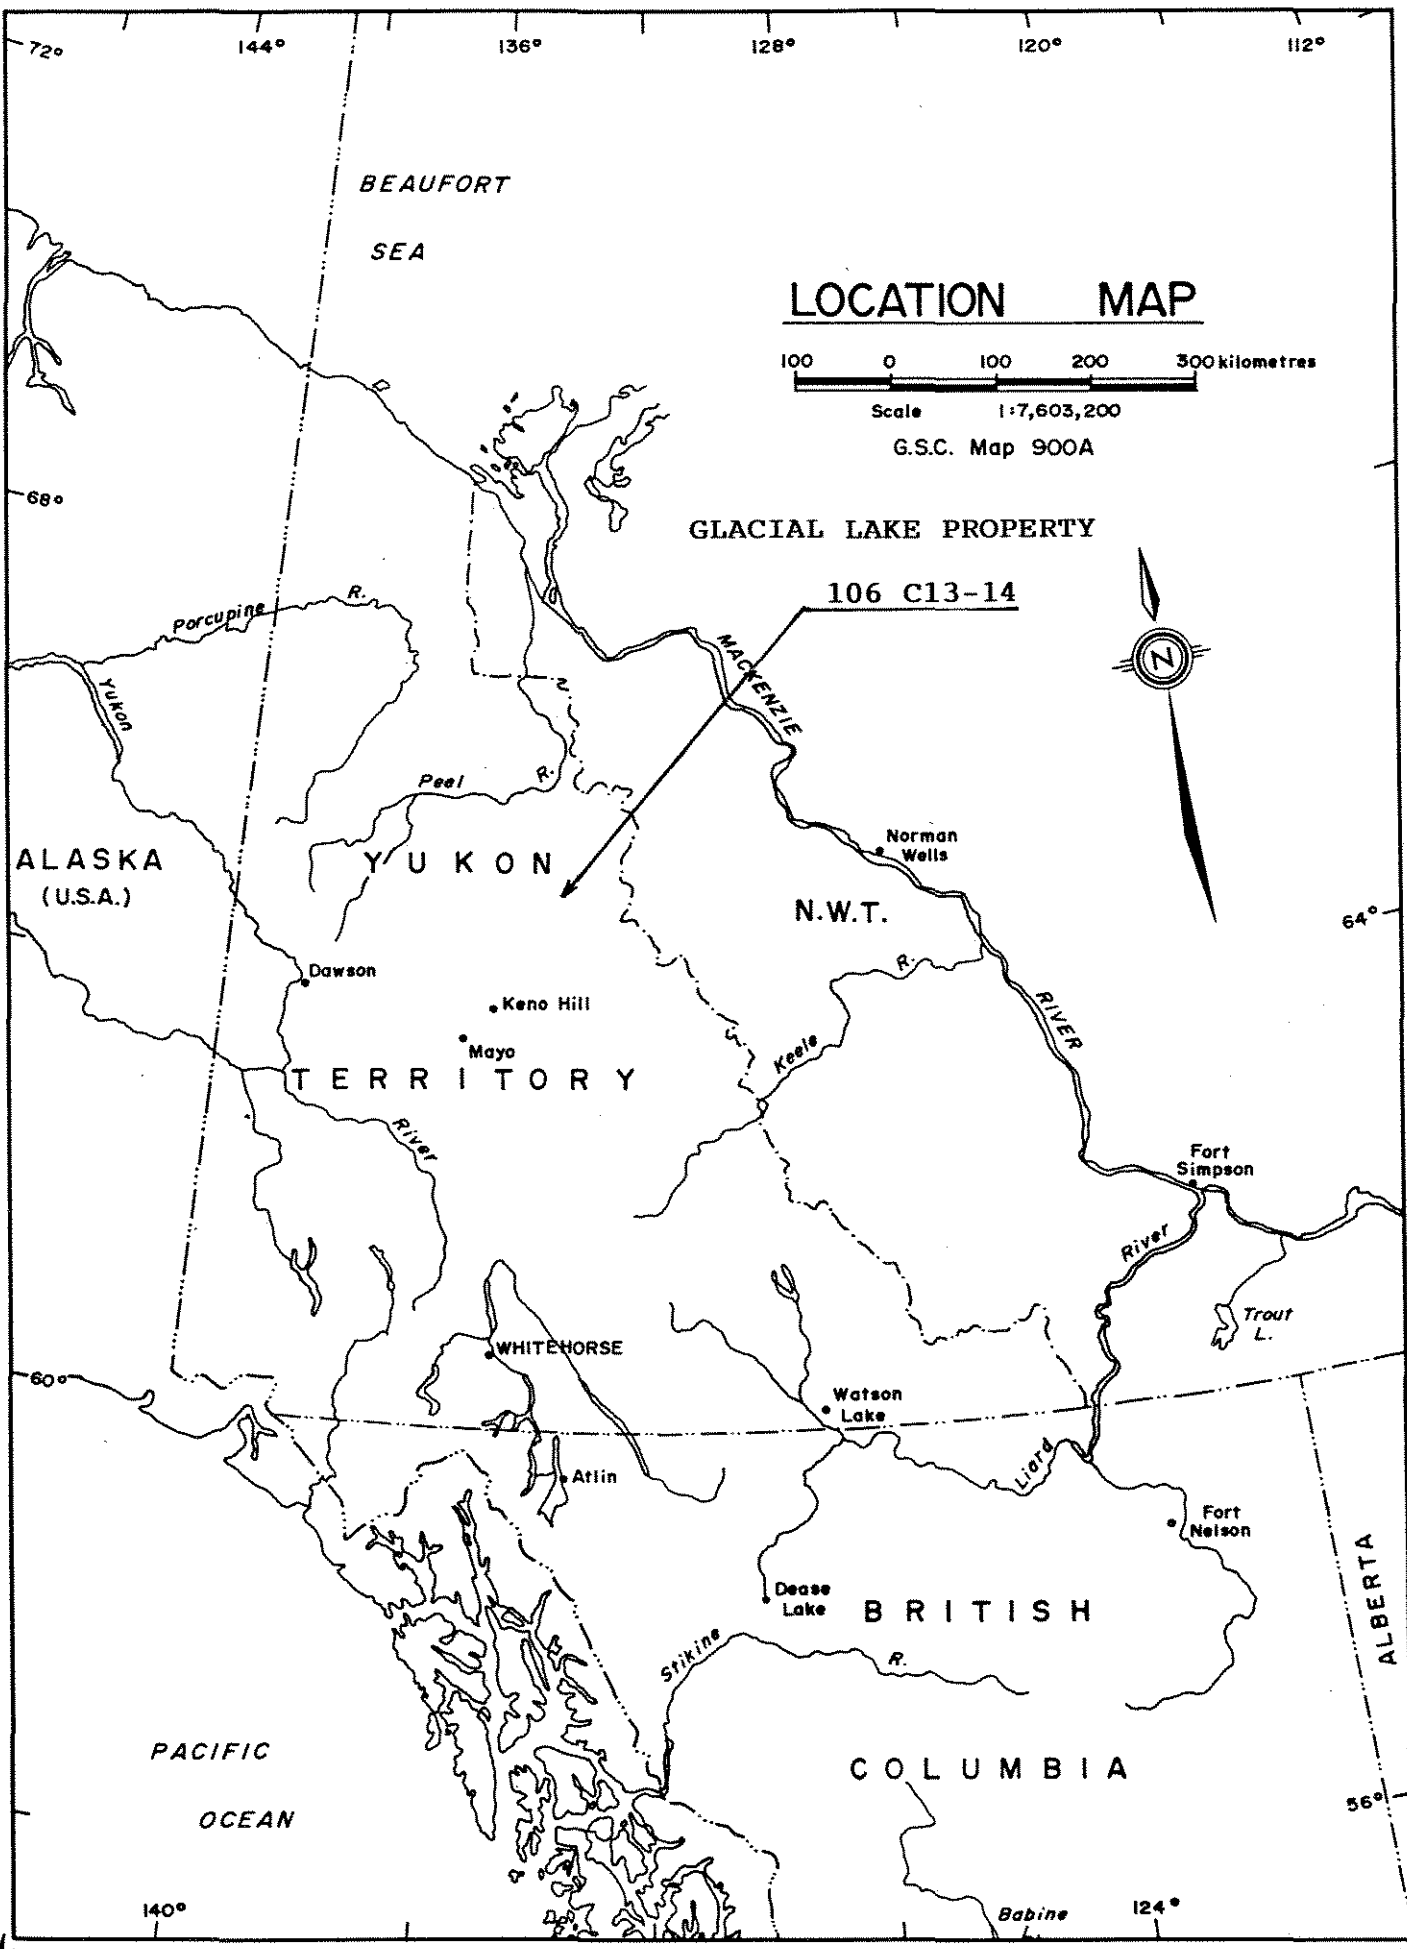 72°
144°
136°
128°
120°
112°
BEAUFORT
SEA
LOCATION MAP
100 0 100 200 300 kilometres
Scale 1:7,603,200
G.S.C. Map 900A
68°
GLACIAL LAKE PROPERTY
106 C13-14
Porcupine R.
N
MACKENZIE
Yukon
Peel R.
Norman
Wells
ALASKA
(U.S.A.)
YUKON
N.W.T.
64°
R.
Dawson
Keno Hill
RIVER
Mayo
Keele
TERRITORY
River
Fort
Simpson
River
Trout
L.
WHITEHORSE
60°
Watson
Lake
Liard
Atlin
Fort
Nelson
ALBERTA
Dease
Lake
BRITISH
Stikine
R.
PACIFIC
OCEAN
COLUMBIA
56°
140°
124°
Babine